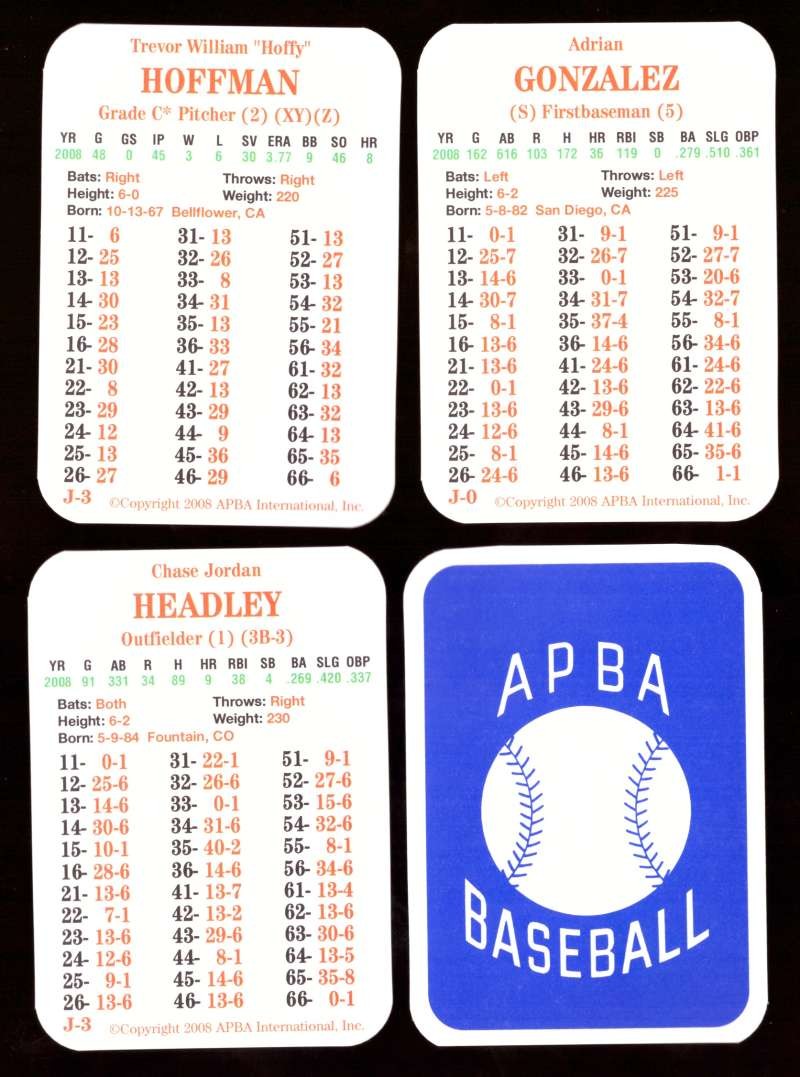 Trevor William "Hoffy"
HOFFMAN
Grade C* Pitcher (2) (XY)(Z)
YR G GS IP W L SV ERA BB SO HR
2008 48 0 45 3 6 30 3.77 9 46 8
Bats: Right Throws: Right
Height: 6-0 Weight: 220
Born: 10-13-67 Bellflower, CA
11- 6 31- 13 51- 13
12- 25 32- 26 52- 27
13- 13 33- 8 53- 13
14- 30 34- 31 54- 32
15- 23 35- 13 55- 21
16- 28 36- 33 56- 34
21- 30 41- 27 61- 32
22- 8 42- 13 62- 13
23- 29 43- 29 63- 32
24- 12 44- 9 64- 13
25- 13 45- 36 65- 35
26- 27 46- 29 66- 6
J-3 ©Copyright 2008 APBA International, Inc.
Adrian
GONZALEZ
(S) Firstbaseman (5)
YR G AB R H HR RBI SB BA SLG OBP
2008 162 616 103 172 36 119 0 .279 .510 .361
Bats: Left Throws: Left
Height: 6-2 Weight: 225
Born: 5-8-82 San Diego, CA
11- 0-1 31- 9-1 51- 9-1
12- 25-7 32- 26-7 52- 27-7
13- 14-6 33- 0-1 53- 20-6
14- 30-7 34- 31-7 54- 32-7
15- 8-1 35- 37-4 55- 8-1
16- 13-6 36- 14-6 56- 34-6
21- 13-6 41- 24-6 61- 24-6
22- 0-1 42- 13-6 62- 22-6
23- 13-6 43- 29-6 63- 13-6
24- 12-6 44- 8-1 64- 41-6
25- 8-1 45- 14-6 65- 35-6
26- 24-6 46- 13-6 66- 1-1
J-0 ©Copyright 2008 APBA International, Inc.
Chase Jordan
HEADLEY
Outfielder (1) (3B-3)
YR G AB R H HR RBI SB BA SLG OBP
2008 91 331 34 89 9 38 4 .269 .420 .337
Bats: Both Throws: Right
Height: 6-2 Weight: 230
Born: 5-9-84 Fountain, CO
11- 0-1 31- 22-1 51- 9-1
12- 25-6 32- 26-6 52- 27-6
13- 14-6 33- 0-1 53- 15-6
14- 30-6 34- 31-6 54- 32-6
15- 10-1 35- 40-2 55- 8-1
16- 28-6 36- 14-6 56- 34-6
21- 13-6 41- 13-7 61- 13-4
22- 7-1 42- 13-2 62- 13-6
23- 13-6 43- 29-6 63- 30-6
24- 12-6 44- 8-1 64- 13-5
25- 9-1 45- 14-6 65- 35-8
26- 13-6 46- 13-6 66- 0-1
J-3 ©Copyright 2008 APBA International, Inc.
APBA
BASEBALL